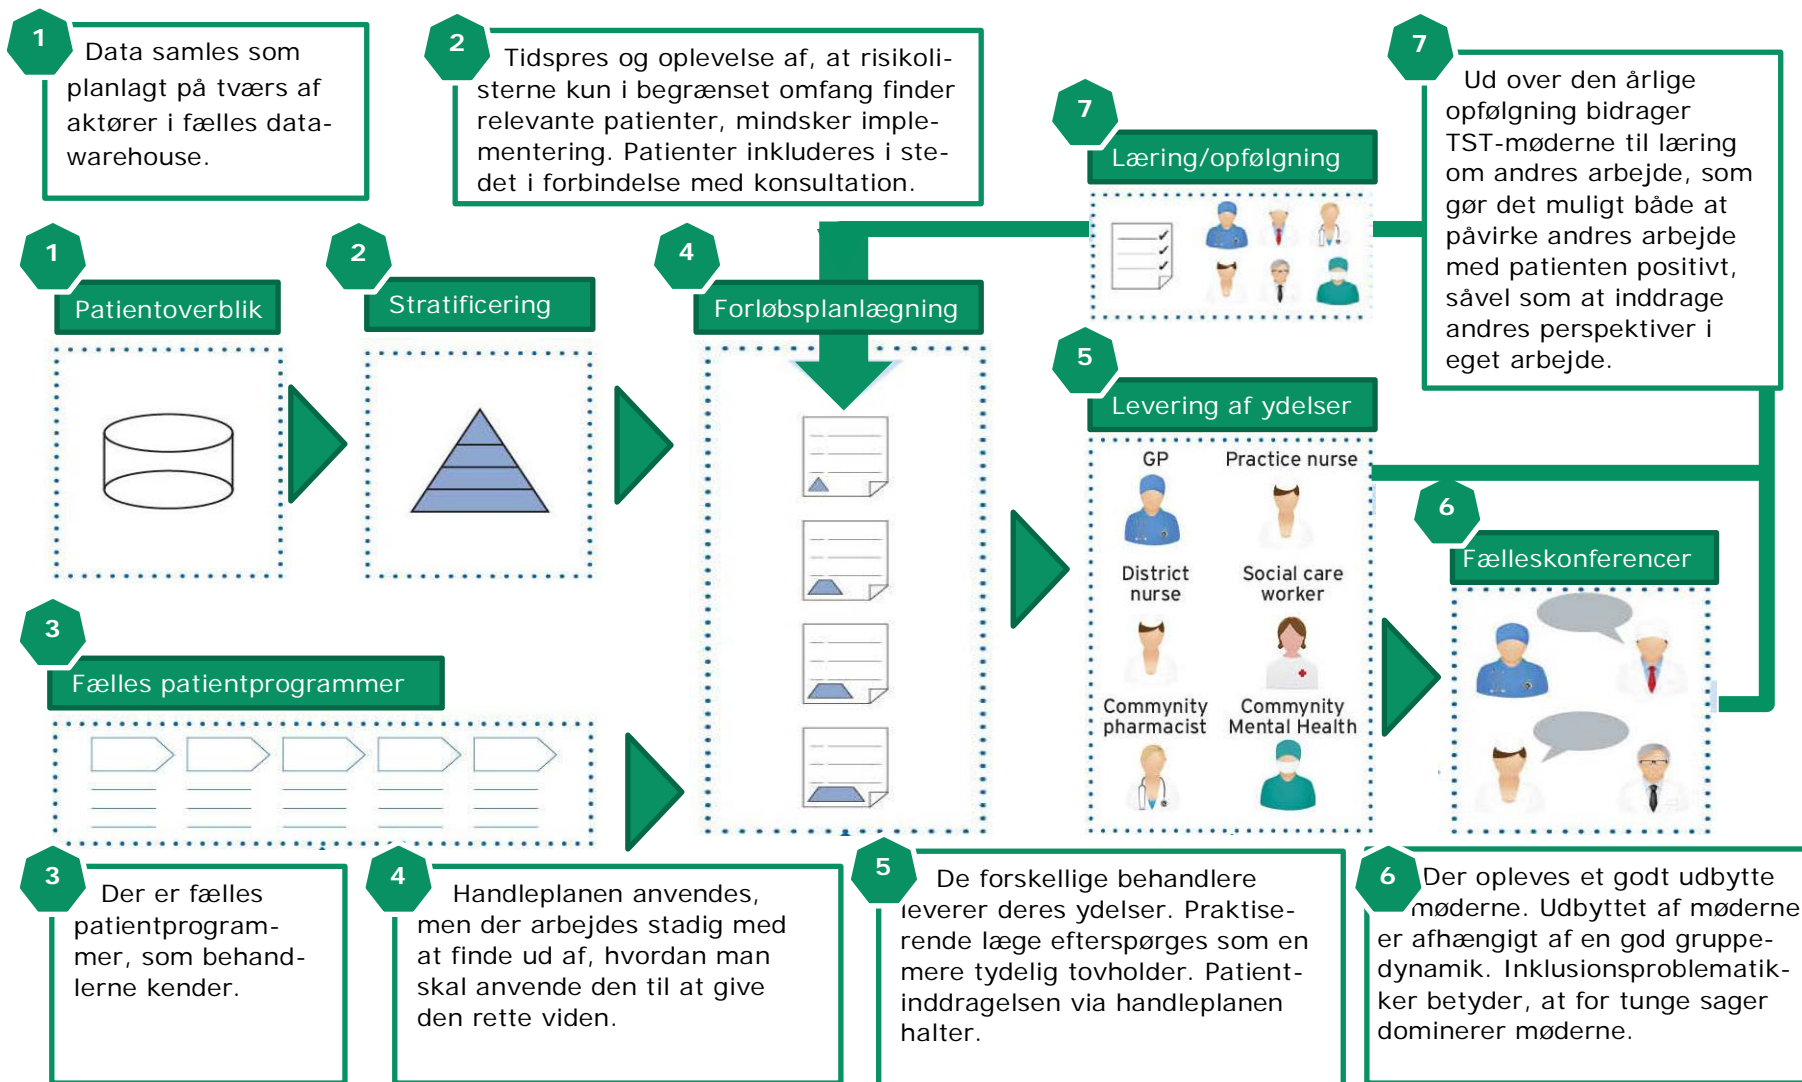 1
Data samles som
planlagt på tværs af
aktører i fælles data-
warehouse.
2
Tidspres og oplevelse af, at risikoli-
sterne kun i begrænset omfang finder
relevante patienter, mindsker imple-
mentering. Patienter inkluderes i ste-
det i forbindelse med konsultation.
7
Ud over den årlige
opfølgning bidrager
TST-møderne til læring
om andres arbejde, som
gør det muligt både at
påvirke andres arbejde
med patienten positivt,
såvel som at inddrage
andres perspektiver i
eget arbejde.
7
Læring/opfølgning
1
Patientoverblik
2
Stratificering
4
Forløbsplanlægning
5
Levering af ydelser
GP
Practice nurse
District
nurse
Social care
worker
Commynity
pharmacist
Commynity
Mental Health
6
Fælleskonferencer
3
Fælles patientprogrammer
3
Der er fælles
patientprogram-
mer, som behand-
lerne kender.
4
Handleplanen anvendes,
men der arbejdes stadig med
at finde ud af, hvordan man
skal anvende den til at give
den rette viden.
5
De forskellige behandlere
leverer deres ydelser. Praktise-
rende læge efterspørges som en
mere tydelig tovholder. Patient-
inddragelsen via handleplanen
halter.
6
Der opleves et godt udbytte
møderne. Udbyttet af møderne
er afhængigt af en god gruppe-
dynamik. Inklusionsproblematik-
ker betyder, at for tunge sager
dominerer møderne.